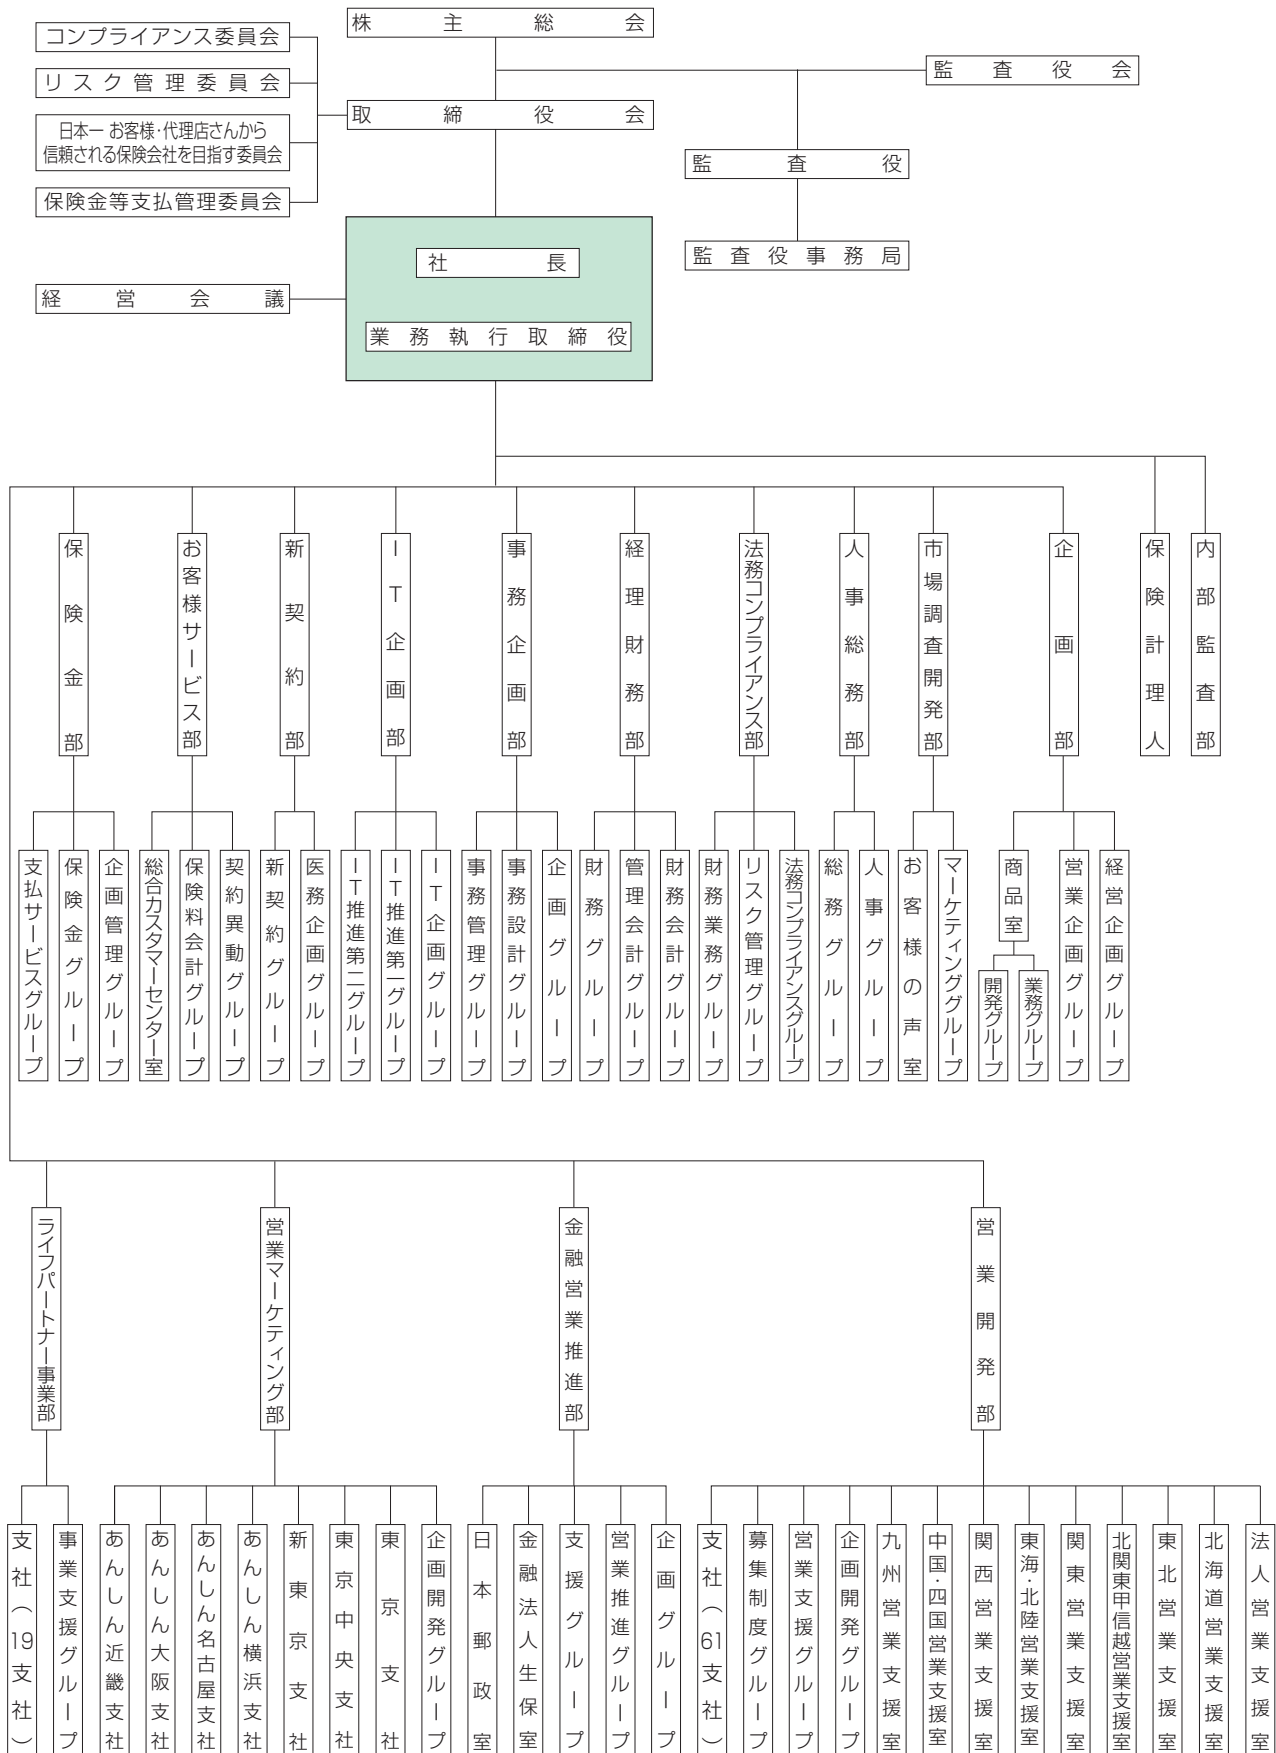 株主総会
コンプライアンス委員会
リスク管理委員会
日本一 お客様・代理店さんから
信頼される保険会社を目指す委員会
保険金等支払管理委員会
取締役会
監査役会
監査役
監査役事務局
社長
業務執行取締役
経営会議
保険金部
お客様サービス部
新契約部
IT企画部
事務企画部
経理財務部
法務コンプライアンス部
人事総務部
市場調査開発部
企画部
保険計理人
内部監査部
支払サービスグループ
保険金グループ
企画管理グループ
総合カスタマーセンター室
保険料会計グループ
契約異動グループ
新契約グループ
医務企画グループ
IT推進第二グループ
IT推進第一グループ
IT企画グループ
事務管理グループ
事務設計グループ
企画グループ
財務グループ
管理会計グループ
財務会計グループ
財務業務グループ
リスク管理グループ
法務コンプライアンスグループ
総務グループ
人事グループ
お客様の声室
マーケティンググループ
商品室
開発グループ
業務グループ
営業企画グループ
経営企画グループ
ライフパートナー事業部
営業マーケティング部
金融営業推進部
営業開発部
支社(19支社)
事業支援グループ
あんしん近畿支社
あんしん大阪支社
あんしん名古屋支社
あんしん横浜支社
新東京支社
東京中央支社
東京支社
企画開発グループ
日本郵政室
金融法人生保室
支援グループ
営業推進グループ
企画グループ
支社(61支社)
募集制度グループ
営業支援グループ
企画開発グループ
九州営業支援室
中国・四国営業支援室
関西営業支援室
東海・北陸営業支援室
関東営業支援室
北関東甲信越営業支援室
東北営業支援室
北海道営業支援室
法人営業支援室